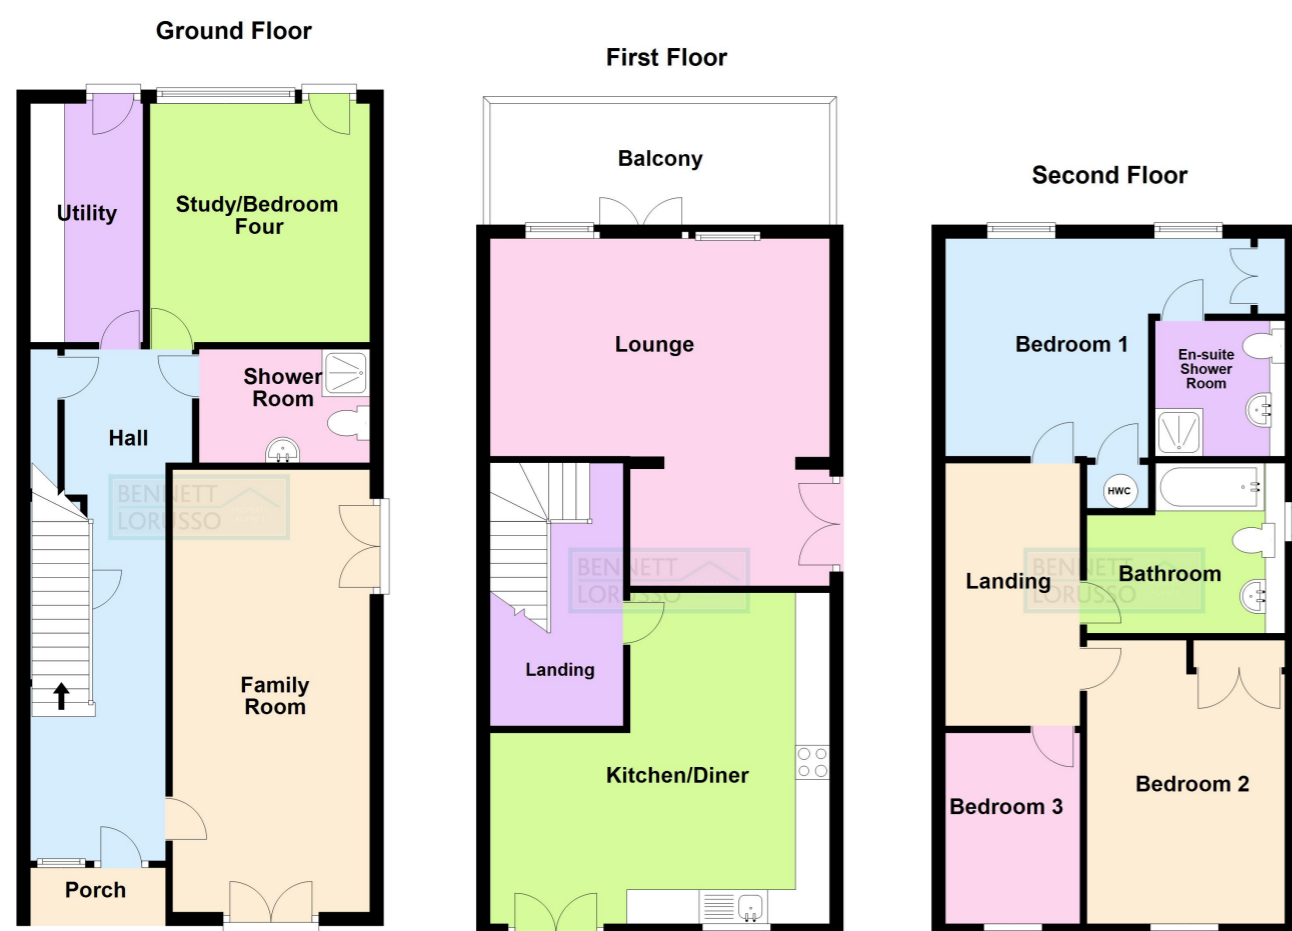 Ground Floor
Utility
Study/Bedroom
Four
Shower
Room
Hall
BENNETT
LORUSSO
Family
Room
Porch
First Floor
Balcony
Lounge
BENNETT
LORUSSO
Landing
Kitchen/Diner
Second Floor
Bedroom 1
En-suite
Shower
Room
HWC
BENNETT
LORUSSO
Landing
Bathroom
Bedroom 3
Bedroom 2